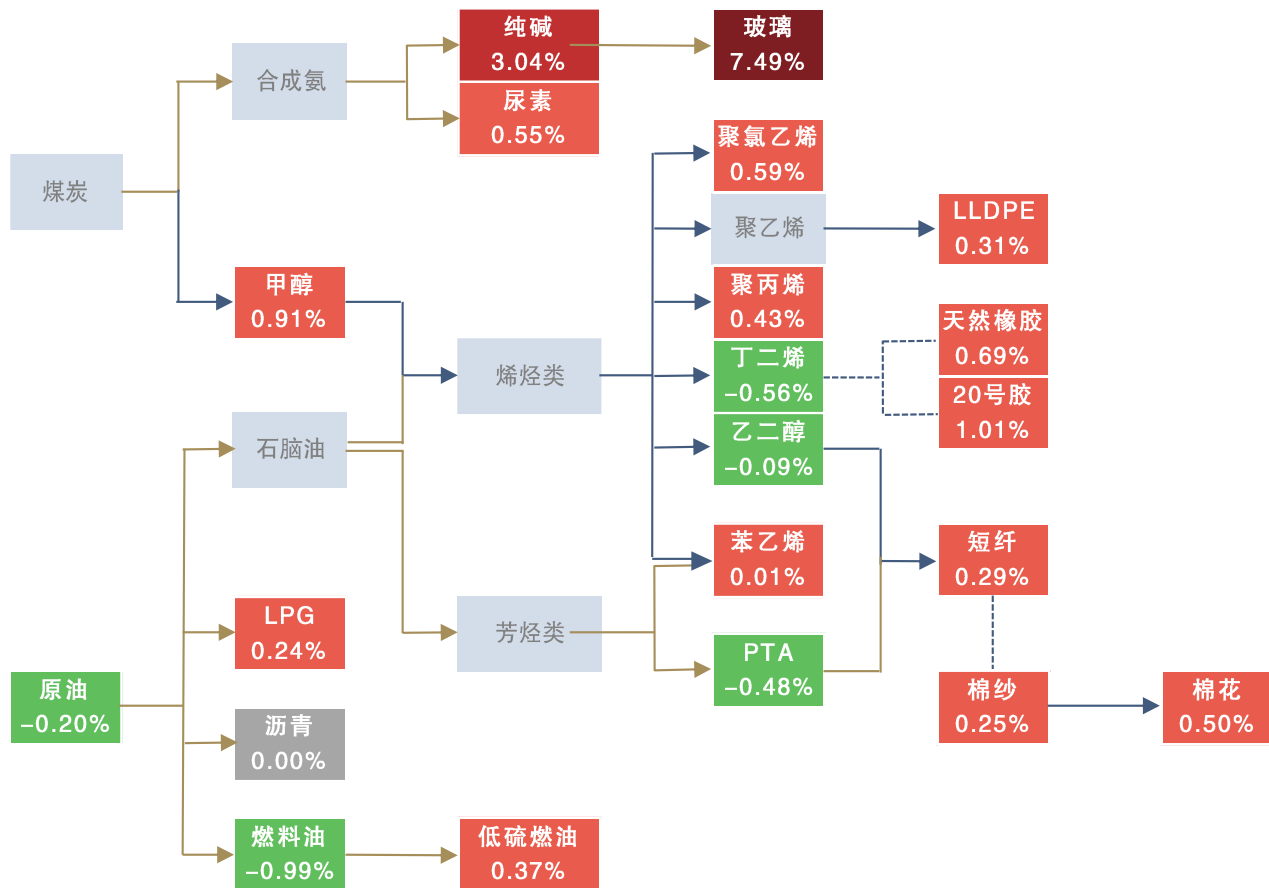 纯碱
3.04%
玻璃
7.49%
合成氨
尿素
0.55%
聚氯乙烯
0.59%
煤炭
聚乙烯
LLDPE
0.31%
甲醇
0.91%
聚丙烯
0.43%
天然橡胶
0.69%
烯烃类
丁二烯
-0.56%
20号胶
1.01%
石脑油
乙二醇
-0.09%
苯乙烯
0.01%
短纤
0.29%
LPG
0.24%
芳烃类
PTA
-0.48%
原油
-0.20%
棉纱
0.25%
棉花
0.50%
沥青
0.00%
燃料油
-0.99%
低硫燃油
0.37%